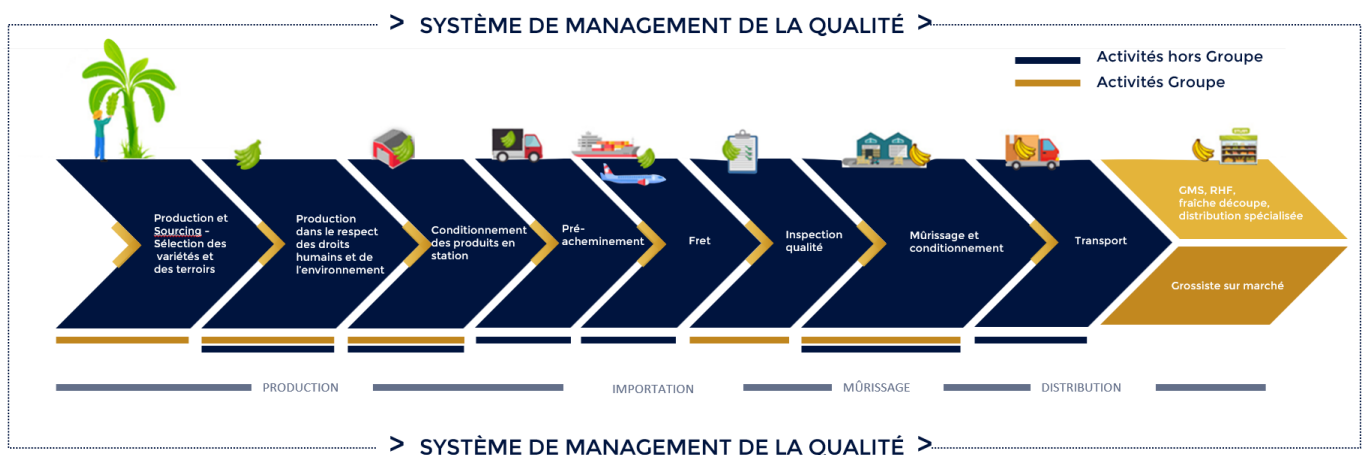 > SYSTÈME DE MANAGEMENT DE LA QUALITÉ >
Activités hors Groupe
Activités Groupe
Production et
Sourcing -
Sélection des
variétés et
des terroirs
Production
dans le respect
des droits
humains et de
l'environnement
Conditionnement
des produits en
station
Pré-
acheminement
Fret
Inspection
qualité
Mûrissage et
conditionnement
Transport
GMS, RHF,
fraîche découpe,
distribution spécialisée
Grossiste sur marché
PRODUCTION
IMPORTATION
MÛRISSAGE
DISTRIBUTION
> SYSTÈME DE MANAGEMENT DE LA QUALITÉ >